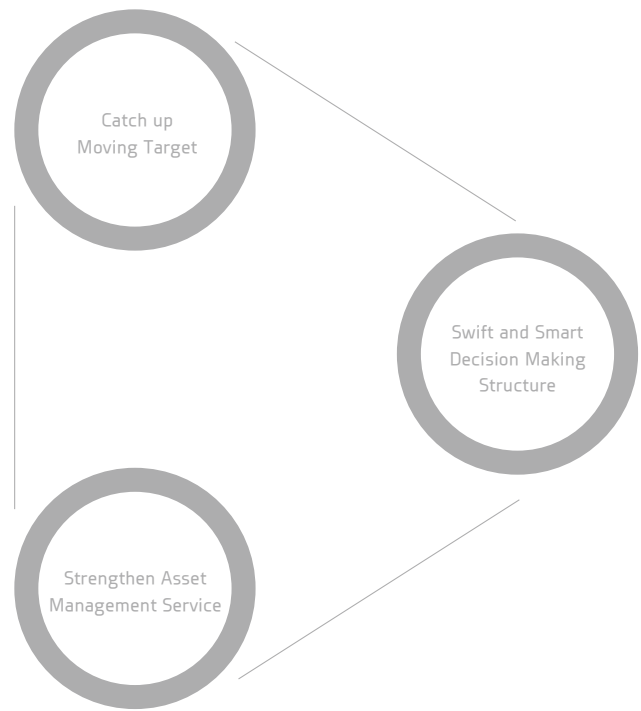 Catch up
Moving Target
Swift and Smart
Decision Making
Structure
Strengthen Asset
Management Service